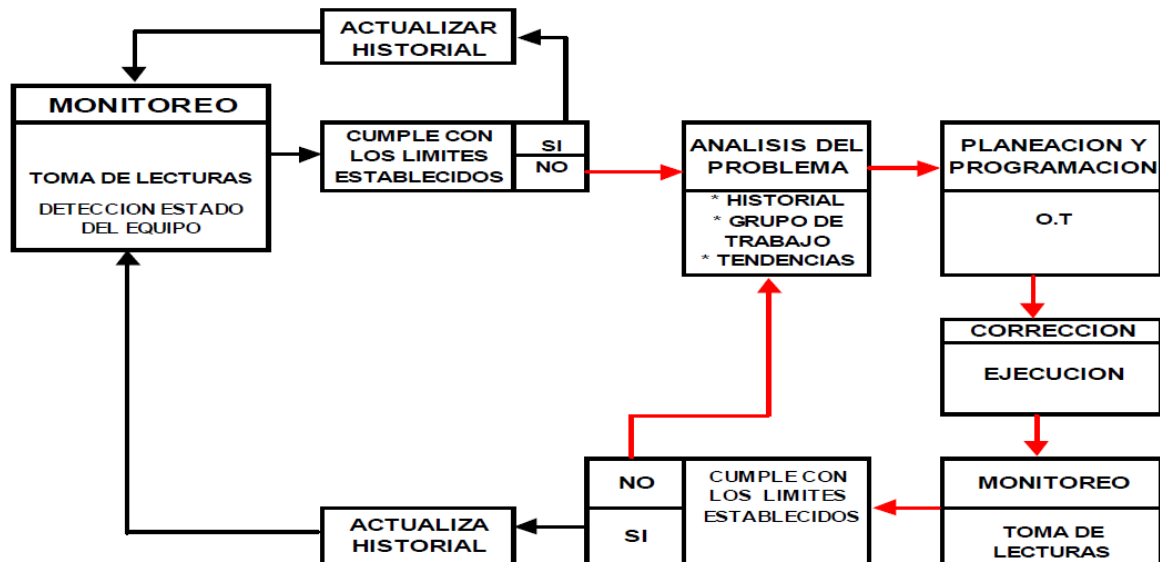 ACTUALIZAR
HISTORIAL
MONITOREO
TOMA DE LECTURAS
DETECCION ESTADO
DEL EQUIPO
CUMPLE CON
LOS LIMITES
ESTABLECIDOS
SI
NO
ANALISIS DEL
PROBLEMA
* HISTORIAL
* GRUPO DE
TRABAJO
* TENDENCIAS
PLANEACION Y
PROGRAMACION
O.T
CORRECCION
EJECUCION
MONITOREO
TOMA DE
LECTURAS
CUMPLE CON
LOS LIMITES
ESTABLECIDOS
NO
SI
ACTUALIZA
HISTORIAL